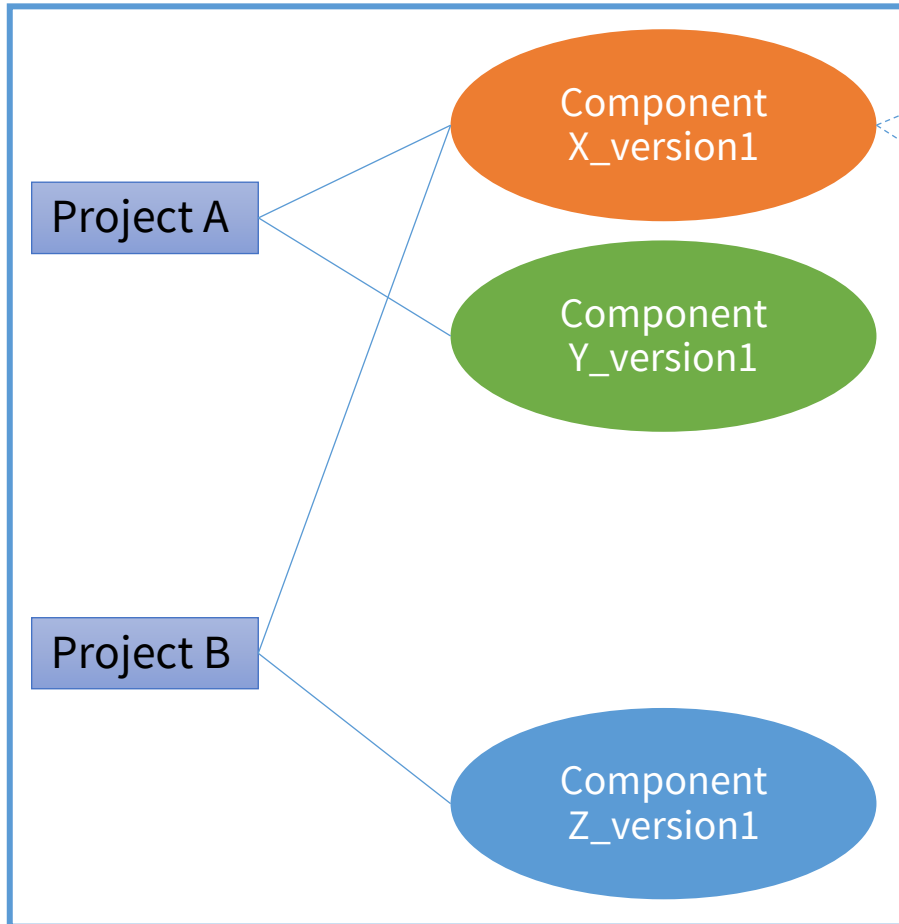 Component
X_version1
Project A
Component
Y_version1
Project B
Component
Z_version1